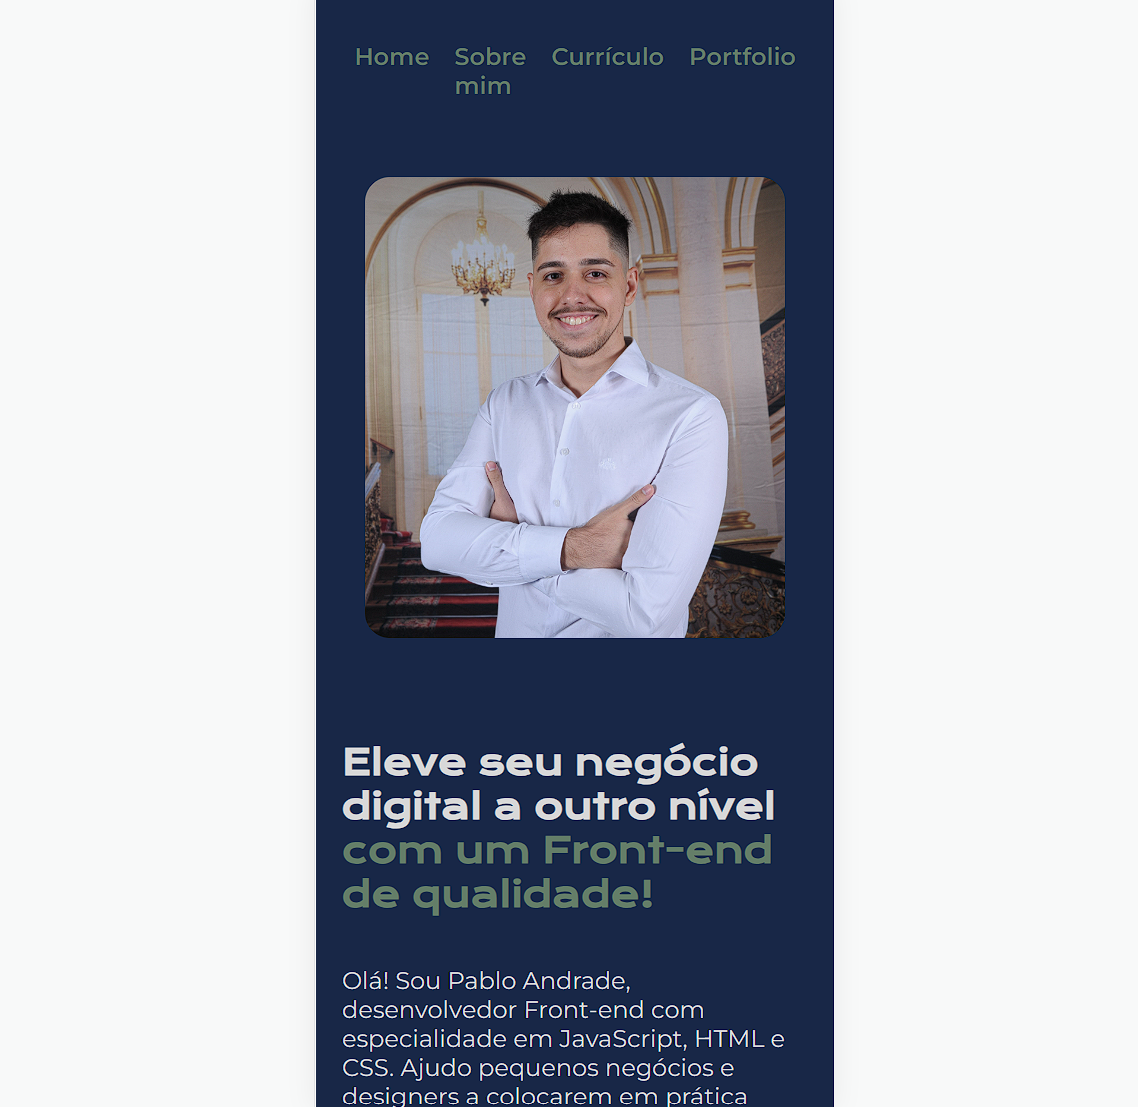 Home Sobre mim Currículo Portfolio
Eleve seu negócio
digital a outro nível
com um Front-end
de qualidade!
Olá! Sou Pablo Andrade,
desenvolvedor Front-end com
especialidade em JavaScript, HTML e
CSS. Ajudo pequenos negócios e
designers a colocarem em prática